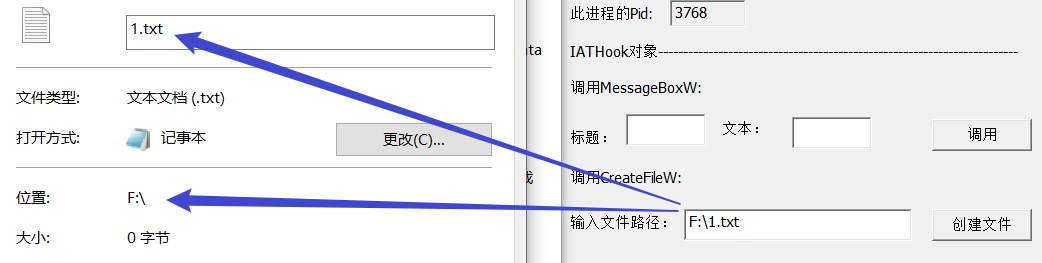 1.txt
文件类型: 文本文档 (.txt)
打开方式: 记事本 更改(C)...
位置: F:\
大小: 0 字节
此进程的Pid: 3768
IATHook对象------------------------------------------------------------------------
调用MessageBoxW:
标题： 文本： 调用
调用CreateFileW:
输入文件路径： F:\1.txt 创建文件